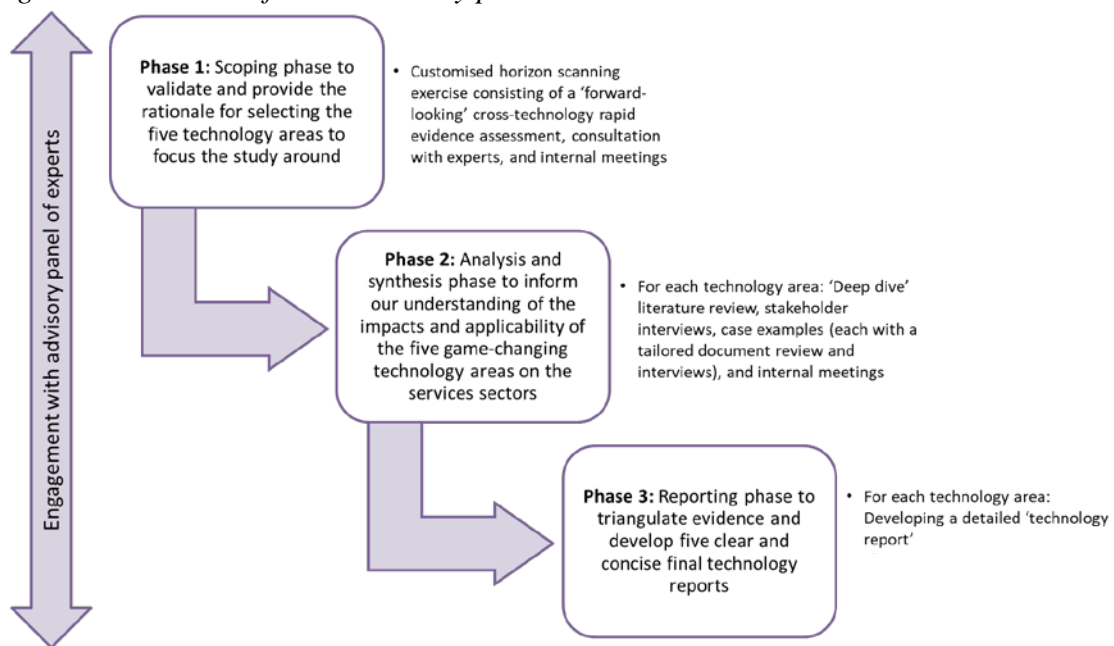 Phase 1: Scoping phase to
validate and provide the
rationale for selecting the
five technology areas to
focus the study around
• Customised horizon scanning
exercise consisting of a ‘forward-
looking’ cross-technology rapid
evidence assessment, consultation
with experts, and internal meetings
Engagement with advisory panel of experts
Phase 2: Analysis and
synthesis phase to inform
our understanding of the
impacts and applicability of
the five game-changing
technology areas on the
services sectors
• For each technology area: ‘Deep dive’
literature review, stakeholder
interviews, case examples (each with a
tailored document review and
interviews), and internal meetings
Phase 3: Reporting phase to
triangulate evidence and
develop five clear and
concise final technology
reports
• For each technology area:
Developing a detailed ‘technology
report’